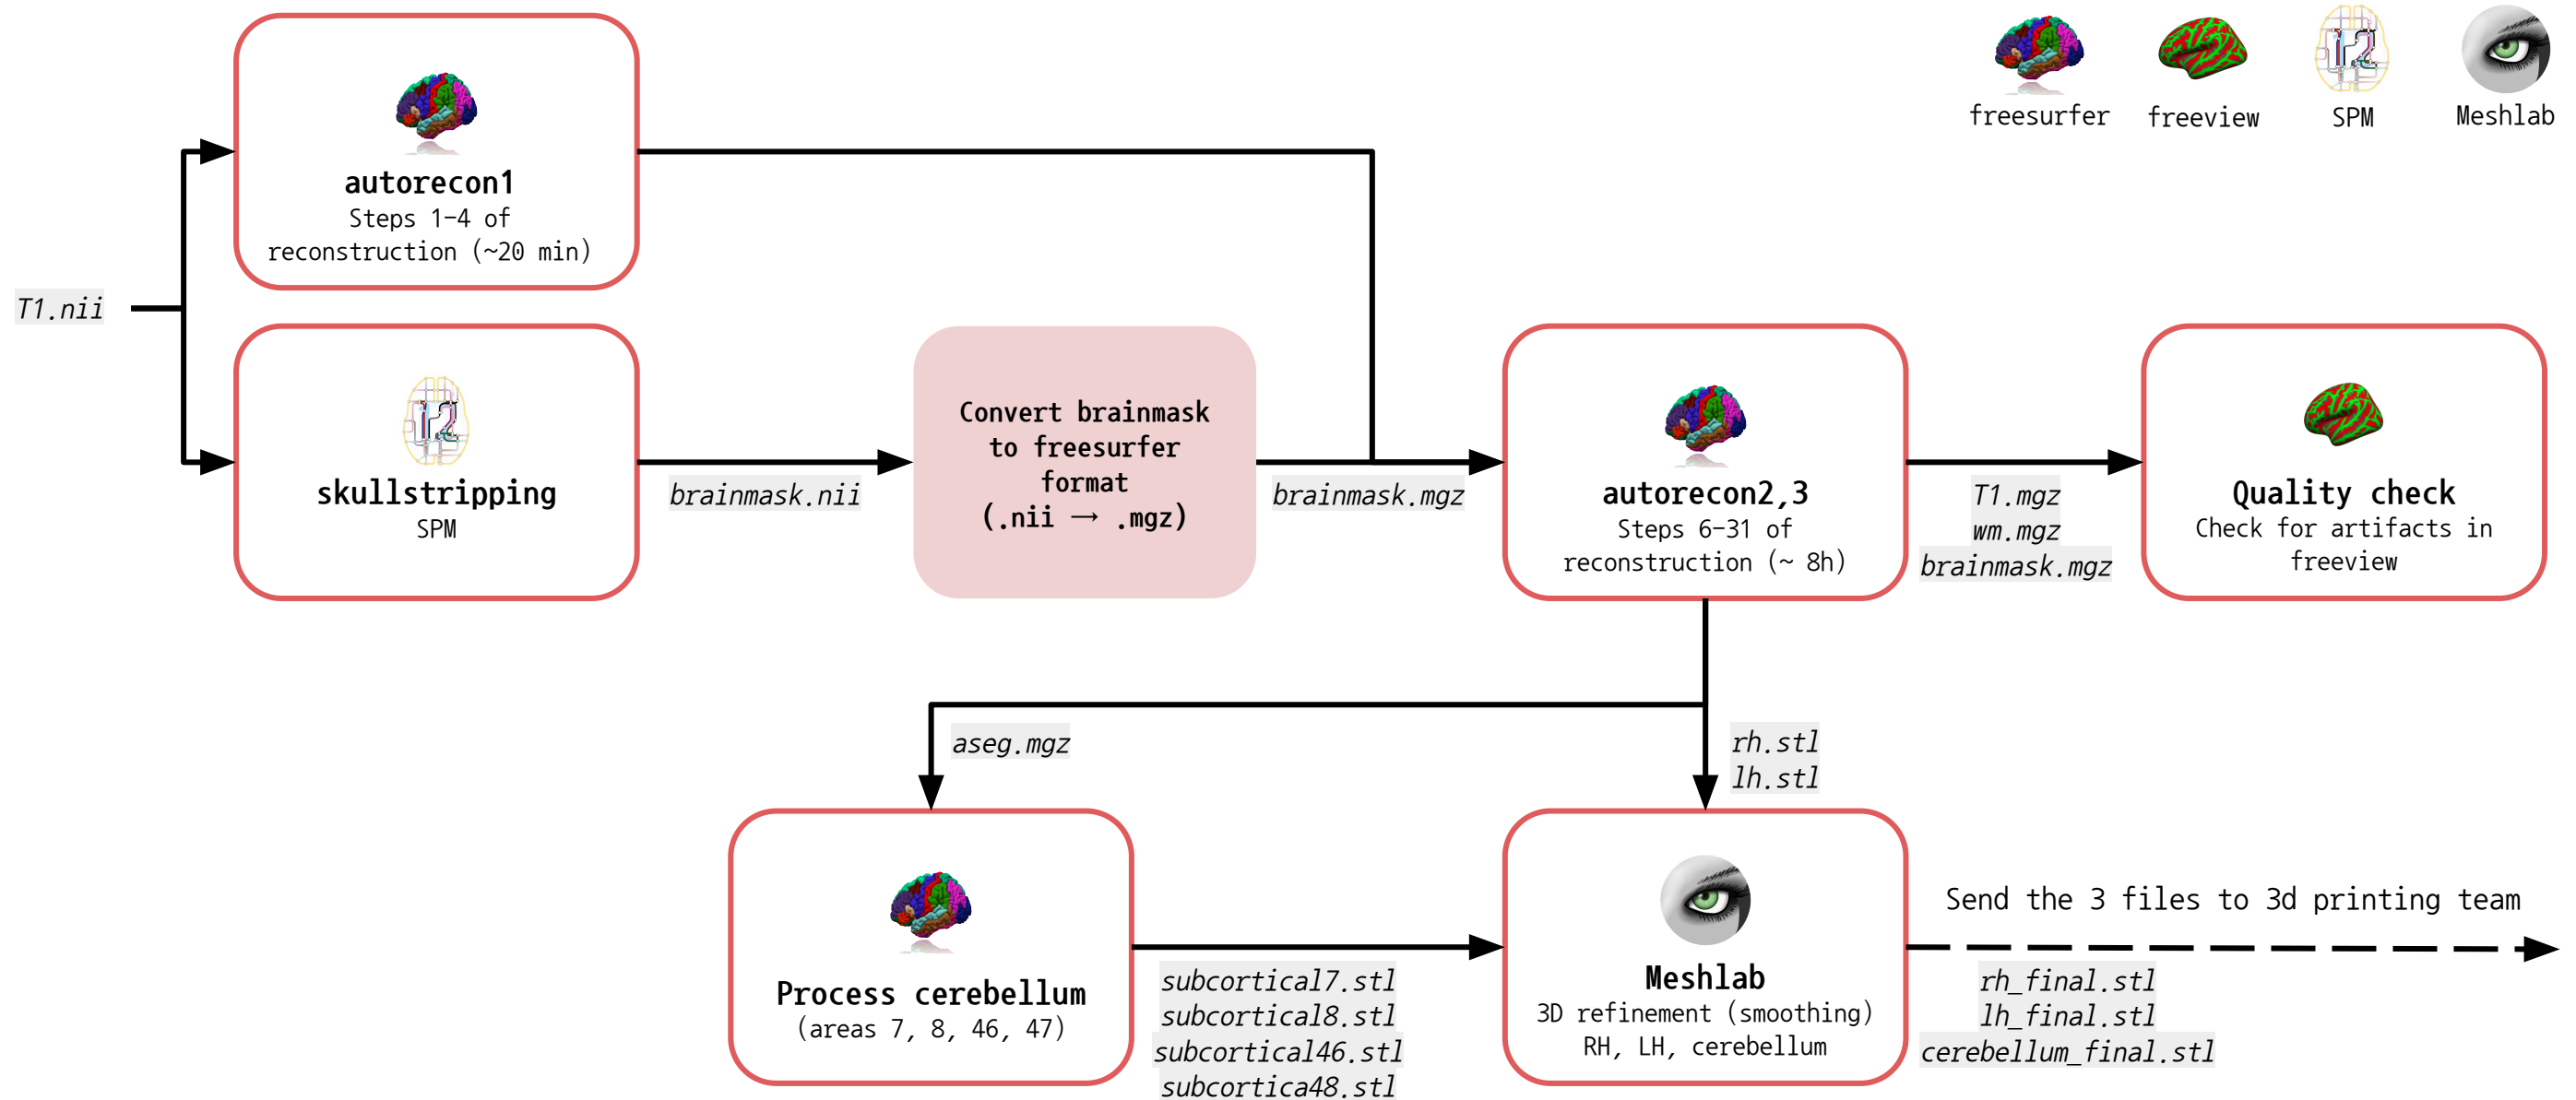 freesurfer
freeview
SPM
Meshlab
autorecon1
Steps 1-4 of
reconstruction (~20 min)
T1.nii
skullstripping
SPM
brainmask.nii
Convert brainmask
to freesurfer
format
(.nii → .mgz)
brainmask.mgz
autorecon2,3
Steps 6-31 of
reconstruction (~ 8h)
T1.mgz
wm.mgz
brainmask.mgz
Quality check
Check for artifacts in
freeview
aseg.mgz
rh.stl
lh.stl
Process cerebellum
(areas 7, 8, 46, 47)
subcortical7.stl
subcortical8.stl
subcortical46.stl
subcortica48.stl
Meshlab
3D refinement (smoothing)
RH, LH, cerebellum
Send the 3 files to 3d printing team
rh_final.stl
lh_final.stl
cerebellum_final.stl